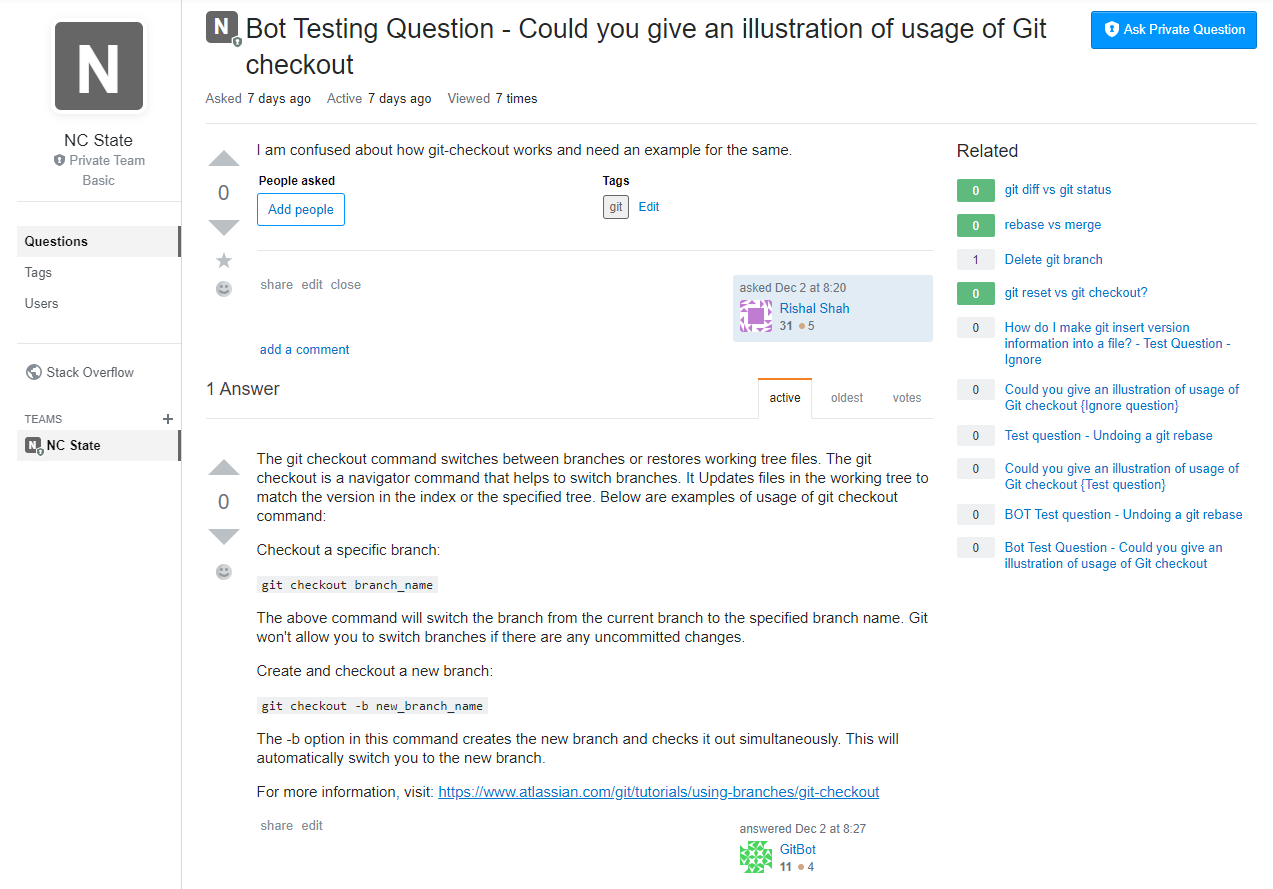 N
NC State
Private Team
Basic
Questions
Tags
Users
Stack Overflow
TEAMS +
N NC State
N Bot Testing Question - Could you give an illustration of usage of Git
checkout
Ask Private Question
Asked 7 days ago Active 7 days ago Viewed 7 times
0
I am confused about how git-checkout works and need an example for the same.
People asked
Add people
Tags
git Edit
share edit close
asked Dec 2 at 8:20
Rishal Shah
31 ● 5
add a comment
1 Answer
active oldest votes
0
The git checkout command switches between branches or restores working tree files. The git
checkout is a navigator command that helps to switch branches. It Updates files in the working tree to
match the version in the index or the specified tree. Below are examples of usage of git checkout
command:
Checkout a specific branch:
git checkout branch_name
The above command will switch the branch from the current branch to the specified branch name. Git
won't allow you to switch branches if there are any uncommitted changes.
Create and checkout a new branch:
git checkout -b new_branch_name
The -b option in this command creates the new branch and checks it out simultaneously. This will
automatically switch you to the new branch.
For more information, visit: https://www.atlassian.com/git/tutorials/using-branches/git-checkout
share edit
answered Dec 2 at 8:27
GitBot
11 ● 4
Related
0 git diff vs git status
0 rebase vs merge
1 Delete git branch
0 git reset vs git checkout?
0 How do I make git insert version
information into a file? - Test Question -
Ignore
0 Could you give an illustration of usage of
Git checkout {Ignore question}
0 Test question - Undoing a git rebase
0 Could you give an illustration of usage of
Git checkout {Test question}
0 BOT Test question - Undoing a git rebase
0 Bot Test Question - Could you give an
illustration of usage of Git checkout